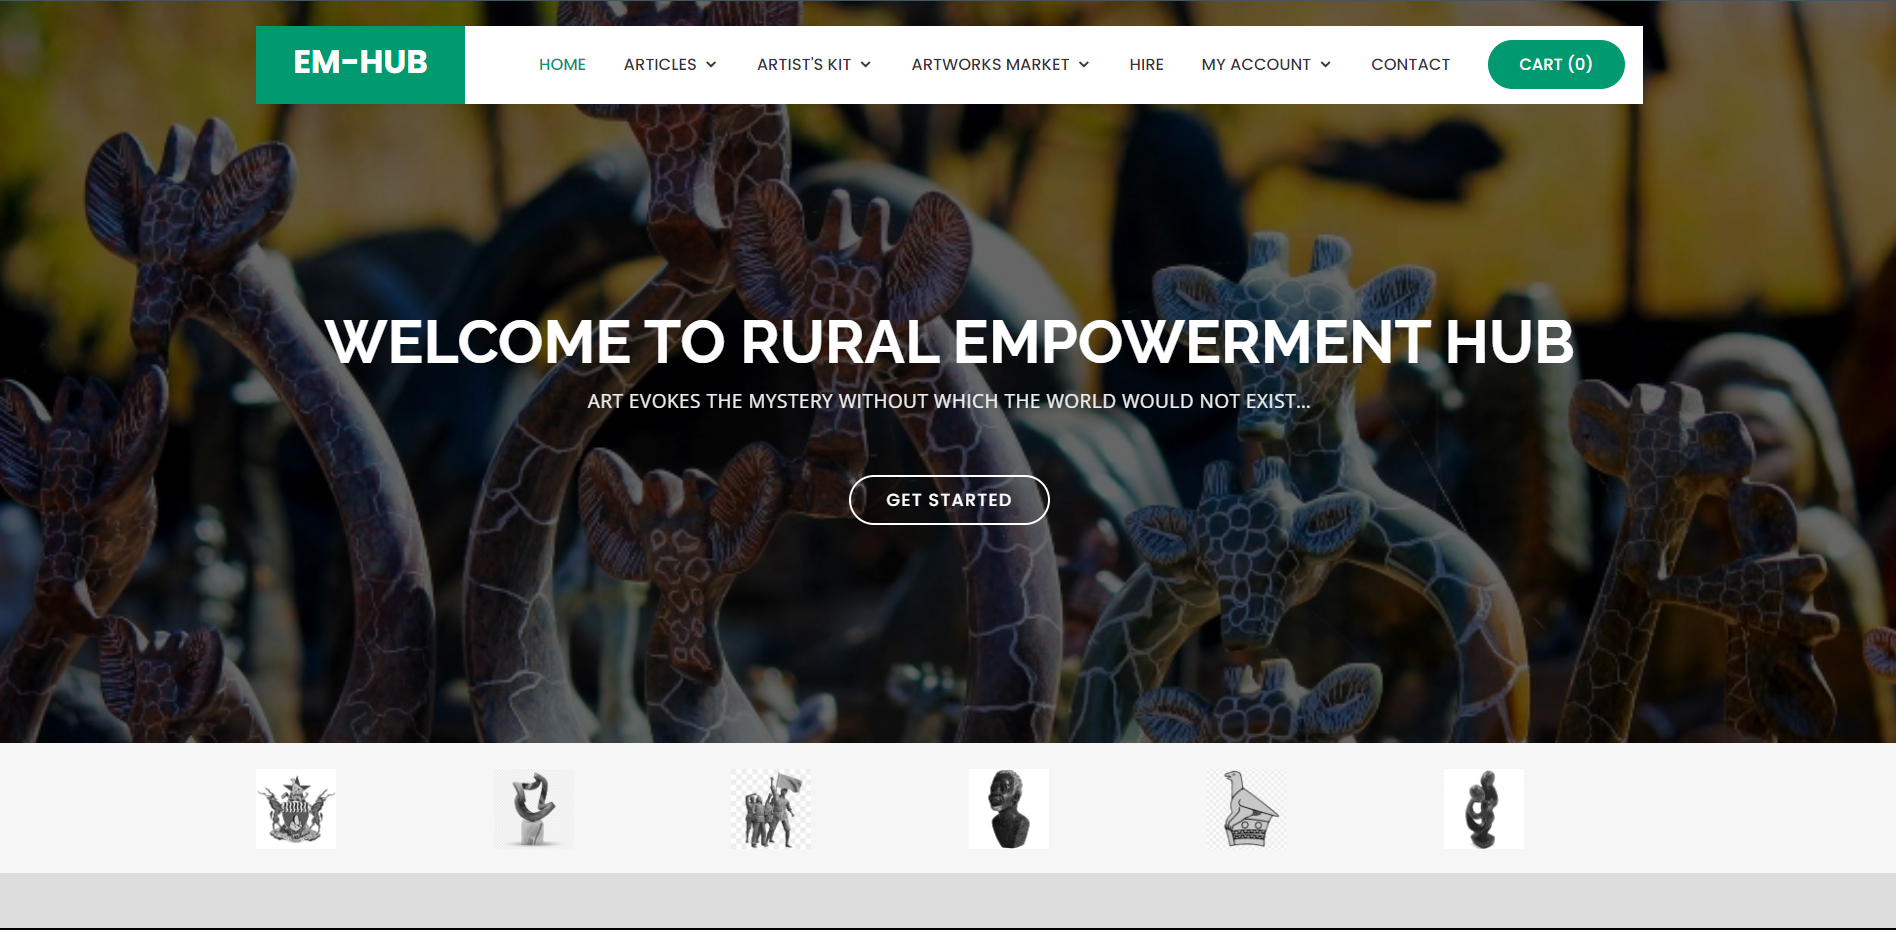 EM-HUB
HOME
ARTICLES
ARTIST'S KIT
ARTWORKS MARKET
HIRE
MY ACCOUNT
CONTACT
CART (0)
WELCOME TO RURAL EMPOWERMENT HUB
ART EVOKES THE MYSTERY WITHOUT WHICH THE WORLD WOULD NOT EXIST...
GET STARTED